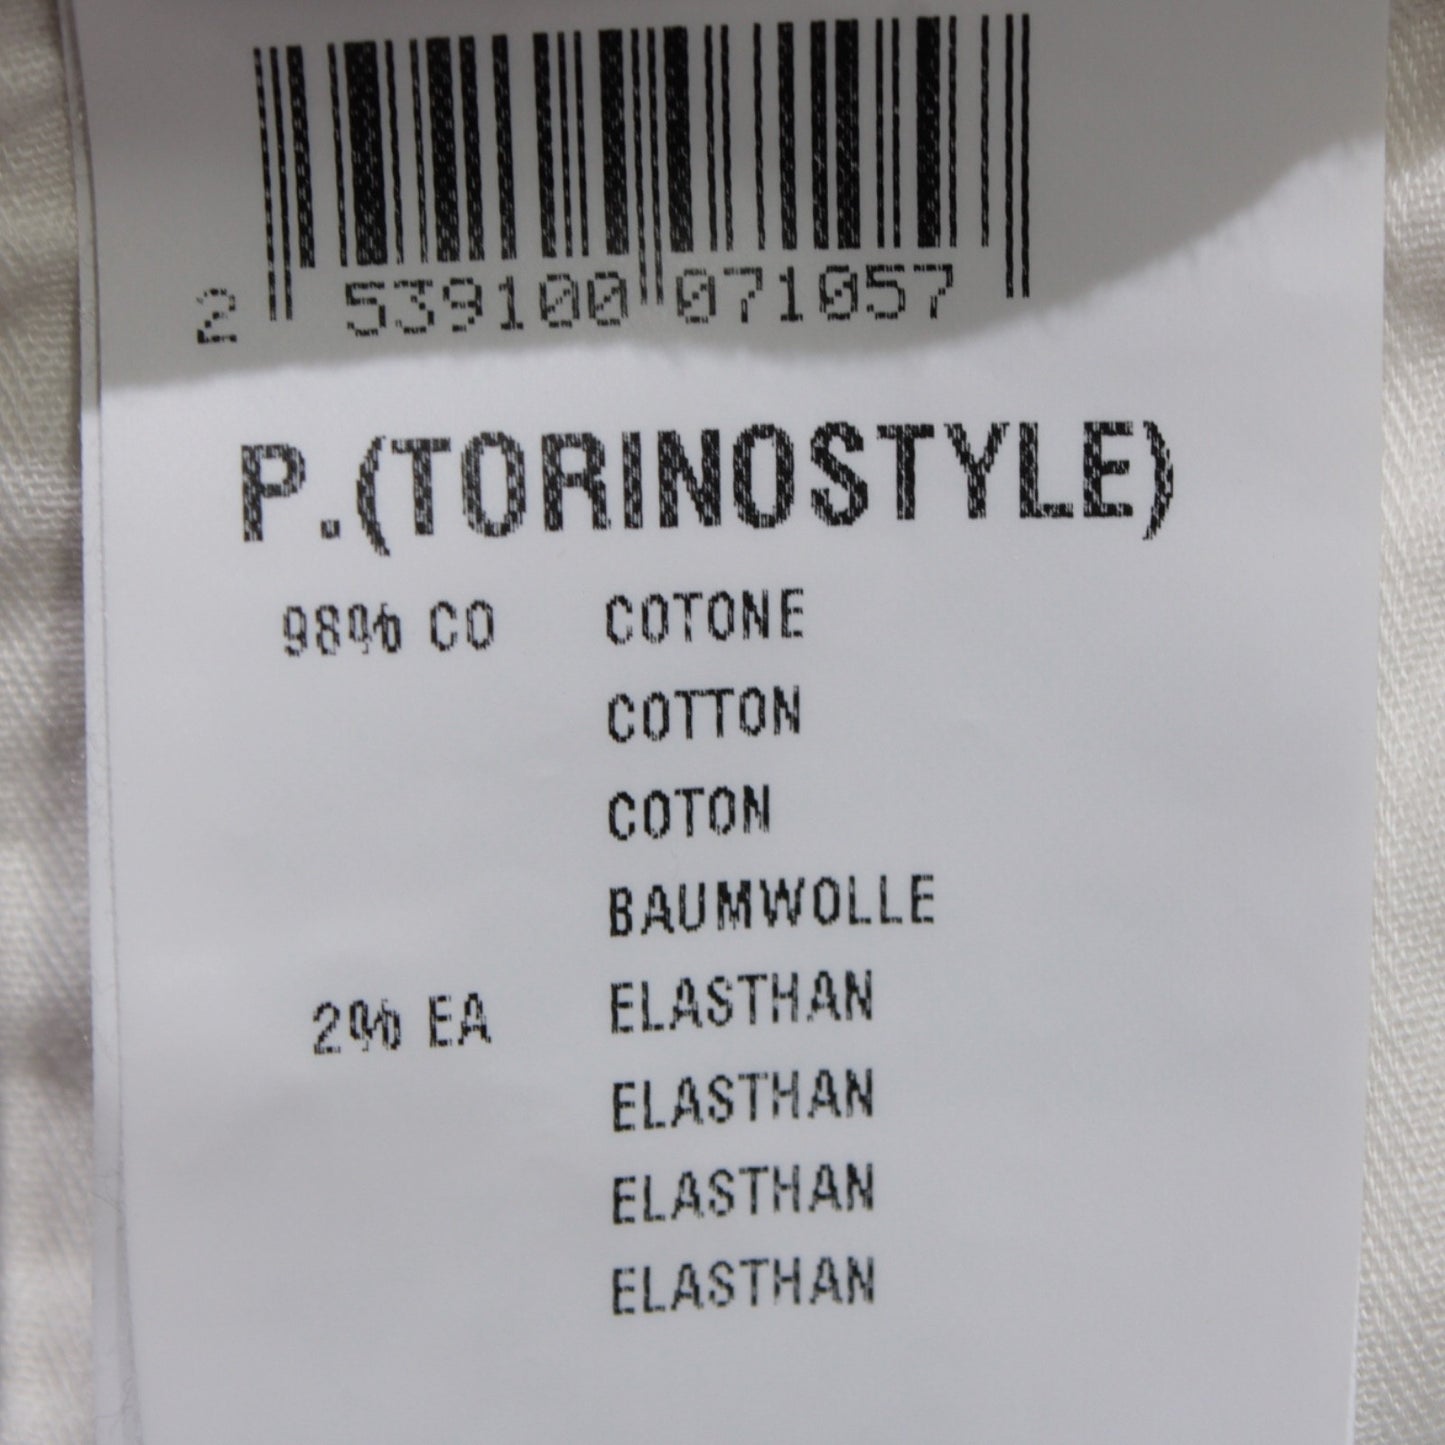 2 539100 071057
P.(TORINOSTYLE)
98% CO COTONE
COTTON
COTON
BAUMWOLLE
2% EA ELASTHAN
ELASTHAN
ELASTHAN
ELASTHAN